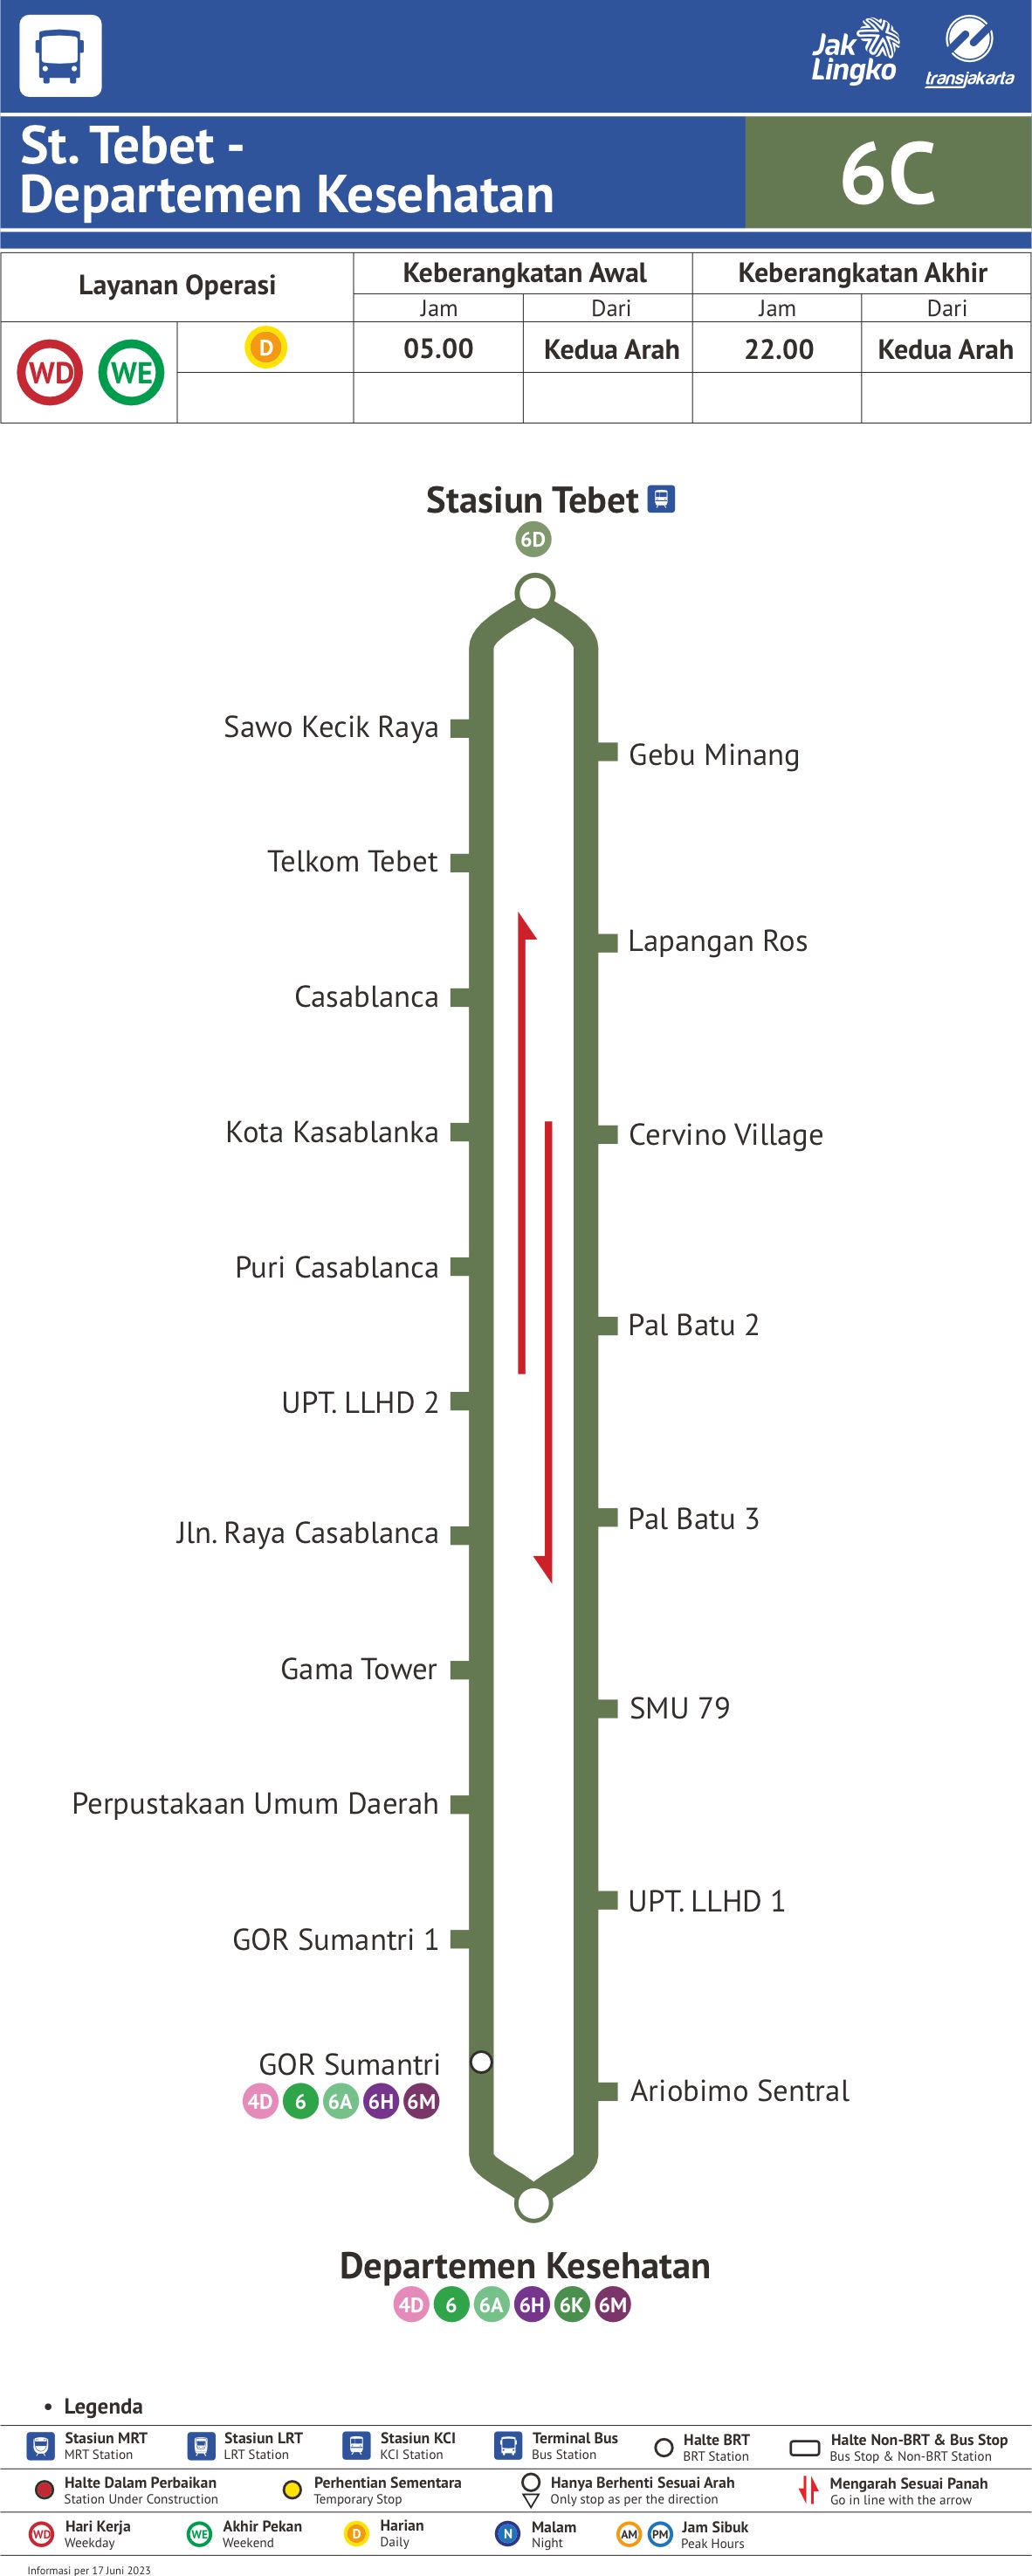 Jak
Lingko
transjakarta
St. Tebet -
Departemen Kesehatan
6C
Layanan Operasi
Keberangkatan Awal
Keberangkatan Akhir
Jam
Dari
Jam
Dari
WD
WE
D
05.00
Kedua Arah
22.00
Kedua Arah
Stasiun Tebet
6D
Sawo Kecik Raya
Gebu Minang
Telkom Tebet
Lapangan Ros
Casablanca
Kota Kasablanka
Cervino Village
Puri Casablanca
Pal Batu 2
UPT. LLHD 2
Pal Batu 3
Jln. Raya Casablanca
Gama Tower
SMU 79
Perpustakaan Umum Daerah
UPT. LLHD 1
GOR Sumantri 1
GOR Sumantri
4D 6 6A 6H 6M
Ariobimo Sentral
Departemen Kesehatan
4D 6 6A 6H 6K 6M
• Legenda
Stasiun MRT
MRT Station
Stasiun LRT
LRT Station
Stasiun KCI
KCI Station
Terminal Bus
Bus Station
Halte BRT
BRT Station
Halte Non-BRT & Bus Stop
Bus Stop & Non-BRT Station
Halte Dalam Perbaikan
Station Under Construction
Perhentian Sementara
Temporary Stop
Hanya Berhenti Sesuai Arah
Only stop as per the direction
Mengarah Sesuai Panah
Go in line with the arrow
WD
Hari Kerja
Weekday
WE
Akhir Pekan
Weekend
D
Harian
Daily
N
Malam
Night
AM PM
Jam Sibuk
Peak Hours
Informasi per 17 Juni 2023